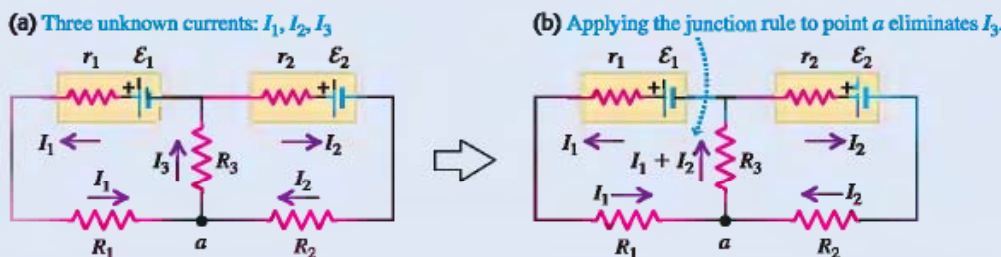 (a) Three unknown currents: I₁, I₂, I₃
r₁ ℰ₁ r₂ ℰ₂
+ +
I₁ I₂
I₃ R₃
I₁ I₂
R₁ a R₂
(b) Applying the junction rule to point a eliminates I₃.
r₁ ℰ₁ r₂ ℰ₂
+ +
I₁ I₂
I₁ + I₂ R₃
I₁ I₂
R₁ a R₂